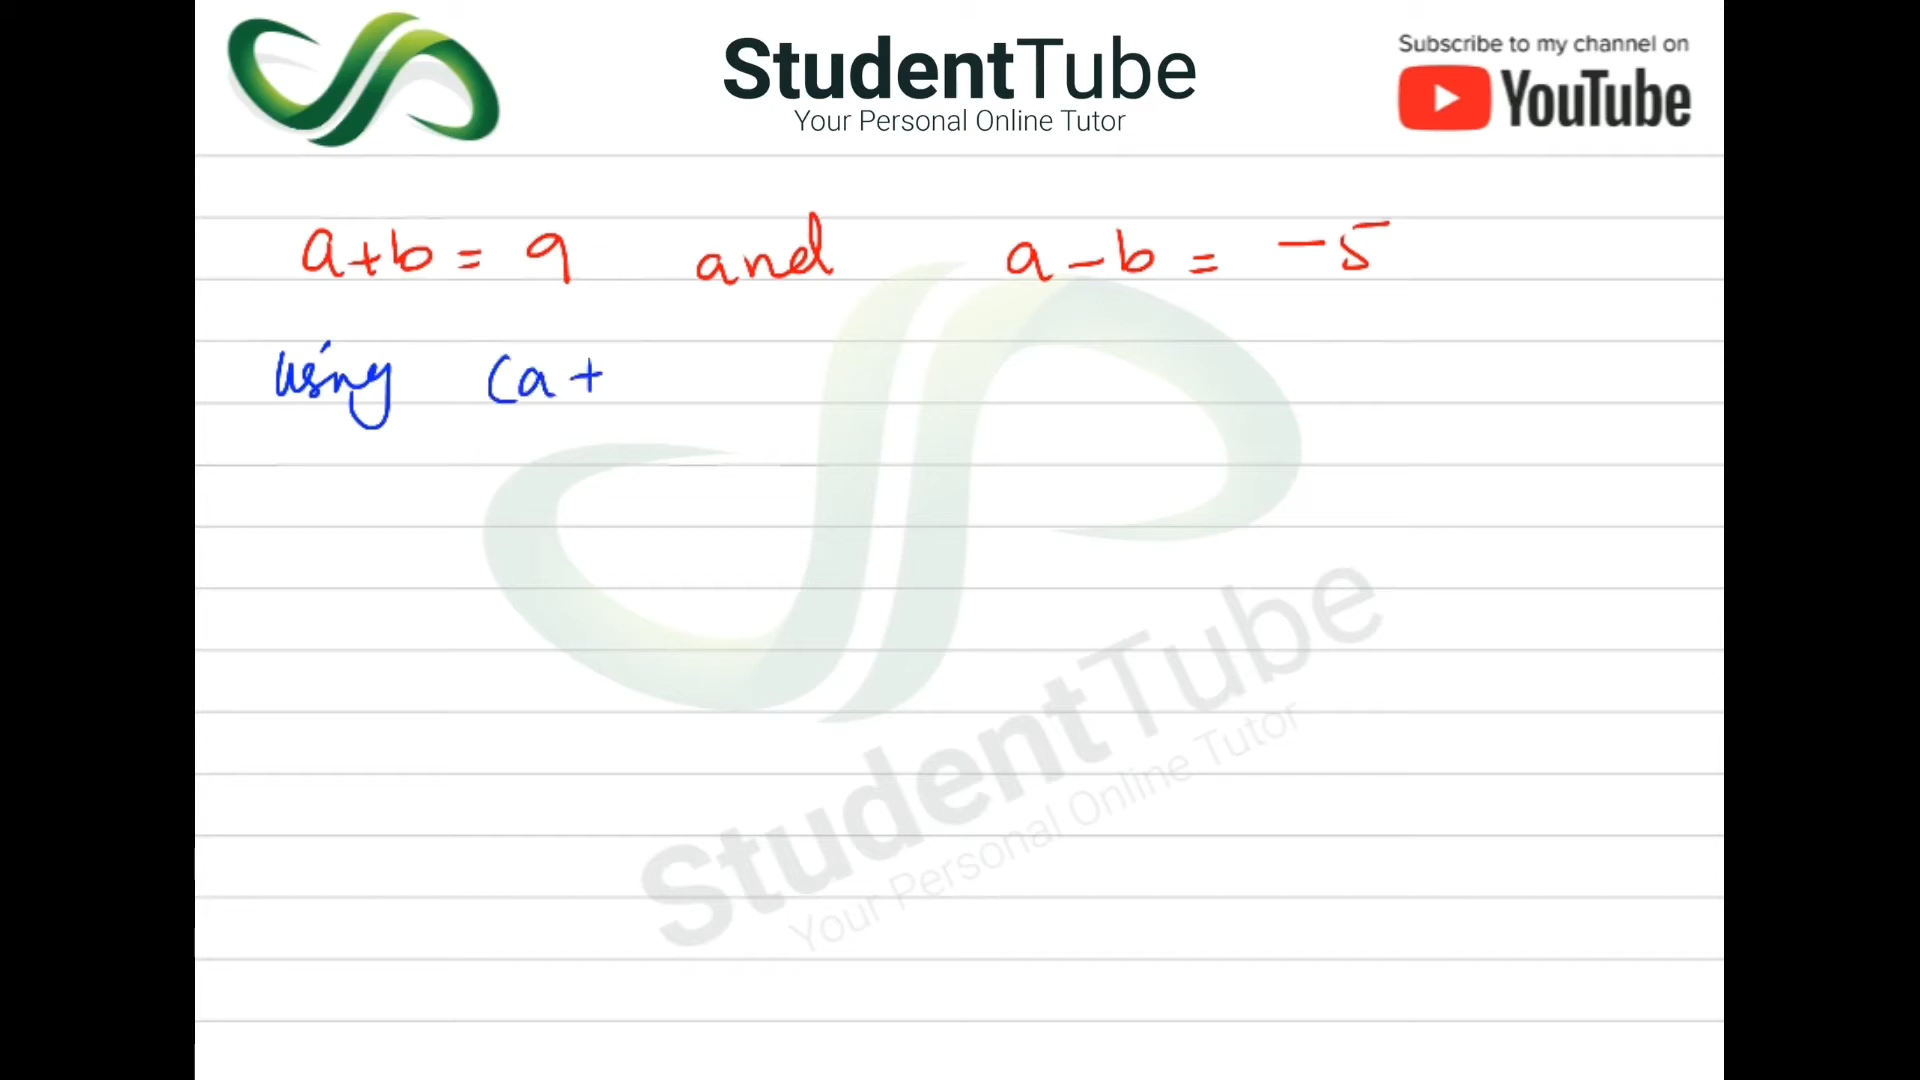 StudentTube
Your Personal Online Tutor
Subscribe to my channel on
YouTube
a+b = 9 and a-b = -5
using (a +
StudentTube
Your Personal Online Tutor